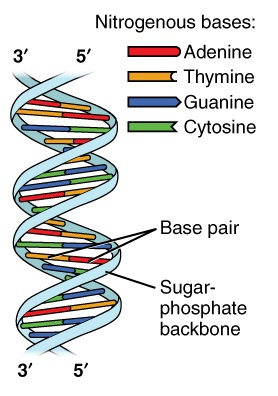 Nitrogenous bases:
3′ 5′
Adenine
Thymine
Guanine
Cytosine
Base pair
Sugar-
phosphate
backbone
3′ 5′